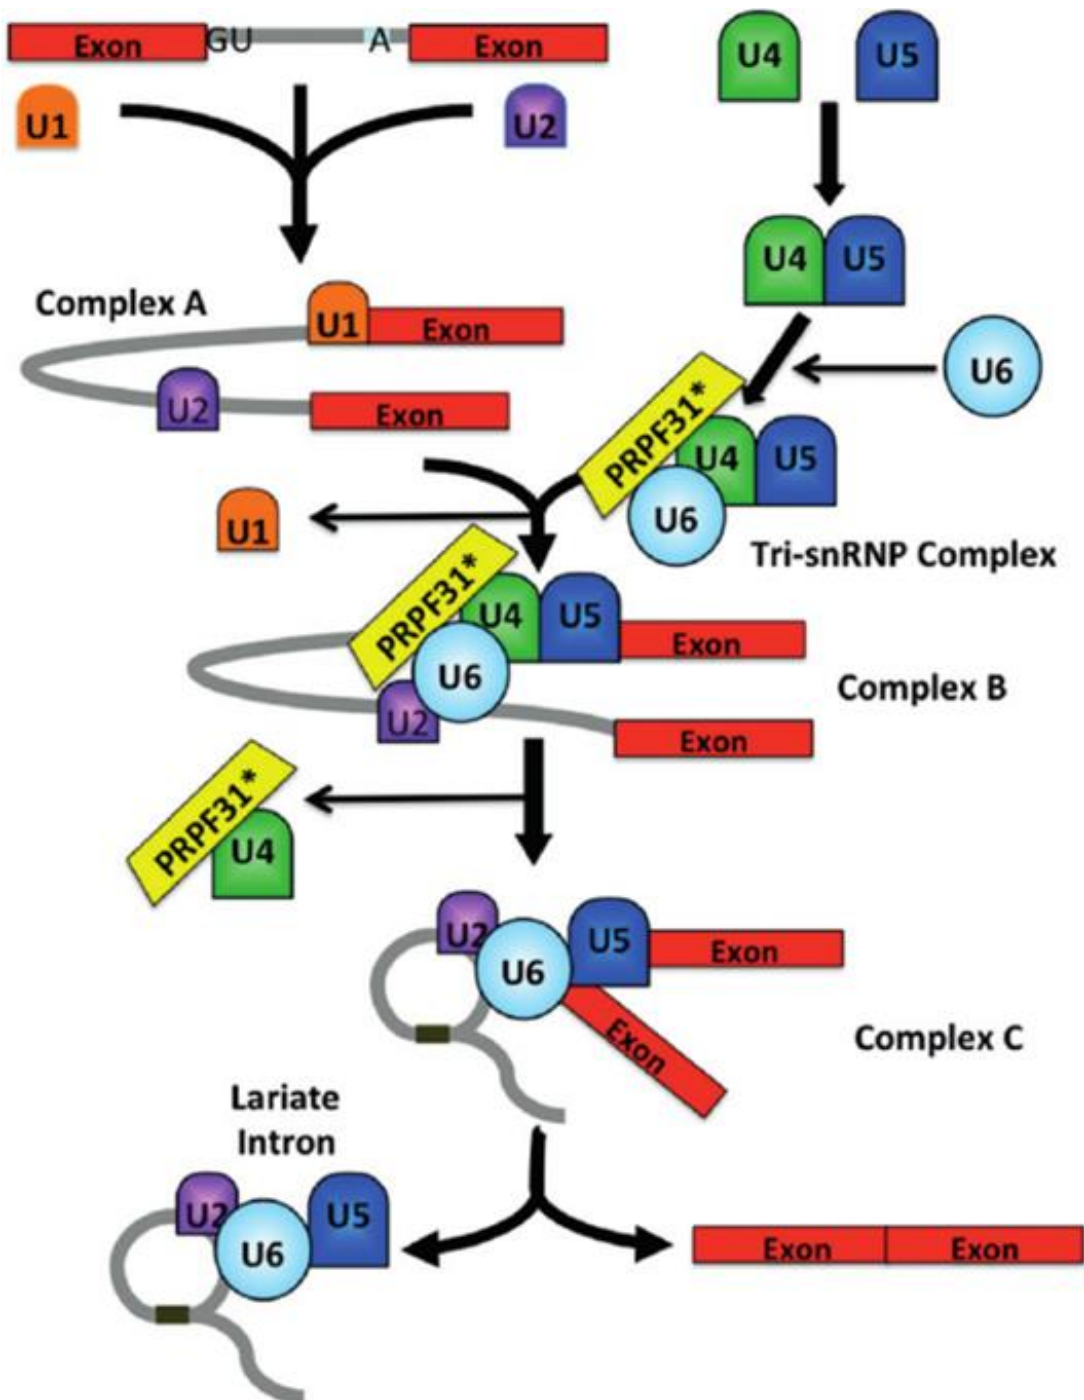 Exon GU A Exon
U4 U5
U1 U2
U4 U5
Complex A
U1 Exon
U6
U2 Exon
PRPF31*
U4 U5
U6
U1
Tri-snRNP Complex
PRPF31*
U4 U5 Exon
U6
Complex B
U2
Exon
PRPF31*
U4
U2 U6 U5 Exon
Exon
Complex C
Lariate
Intron
U2 U6 U5
Exon Exon